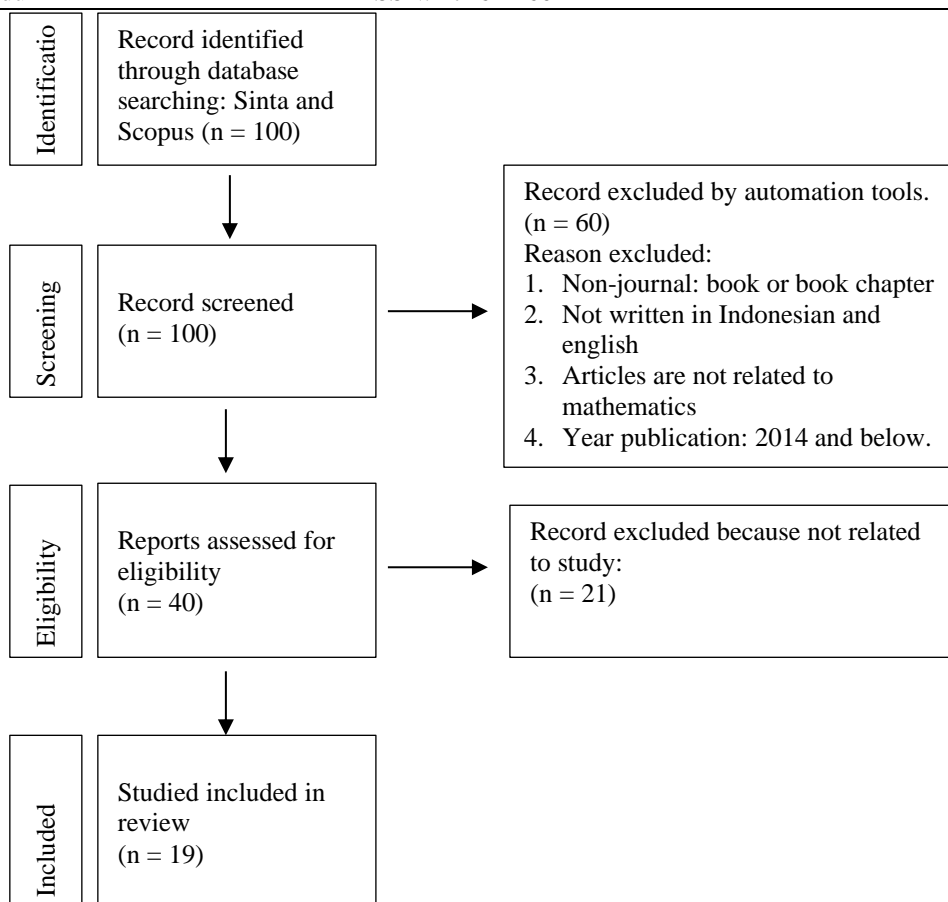 Identificatio
Record identified
through database
searching: Sinta and
Scopus (n = 100)
Screening
Record screened
(n = 100)
Record excluded by automation tools.
(n = 60)
Reason excluded:
1. Non-journal: book or book chapter
2. Not written in Indonesian and
english
3. Articles are not related to
mathematics
4. Year publication: 2014 and below.
Eligibility
Reports assessed for
eligibility
(n = 40)
Record excluded because not related
to study:
(n = 21)
Included
Studied included in
review
(n = 19)